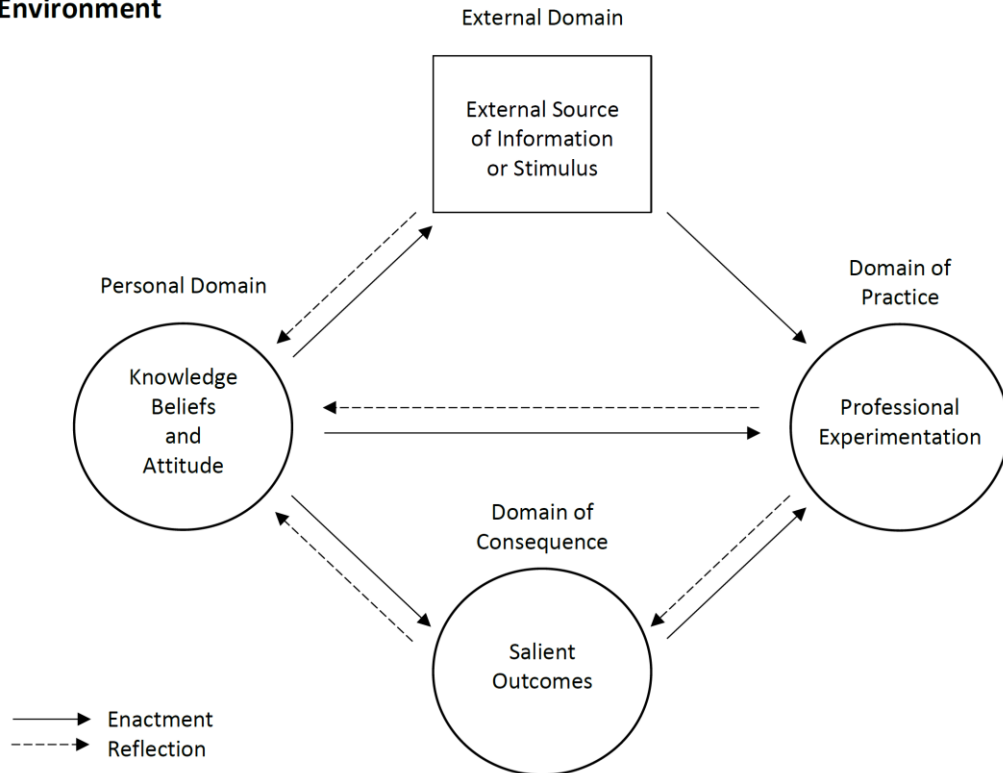 Environment
External Domain
External Source
of Information
or Stimulus
Personal Domain
Domain of
Practice
Knowledge
Beliefs
and
Attitude
Professional
Experimentation
Domain of
Consequence
Salient
Outcomes
Enactment
Reflection